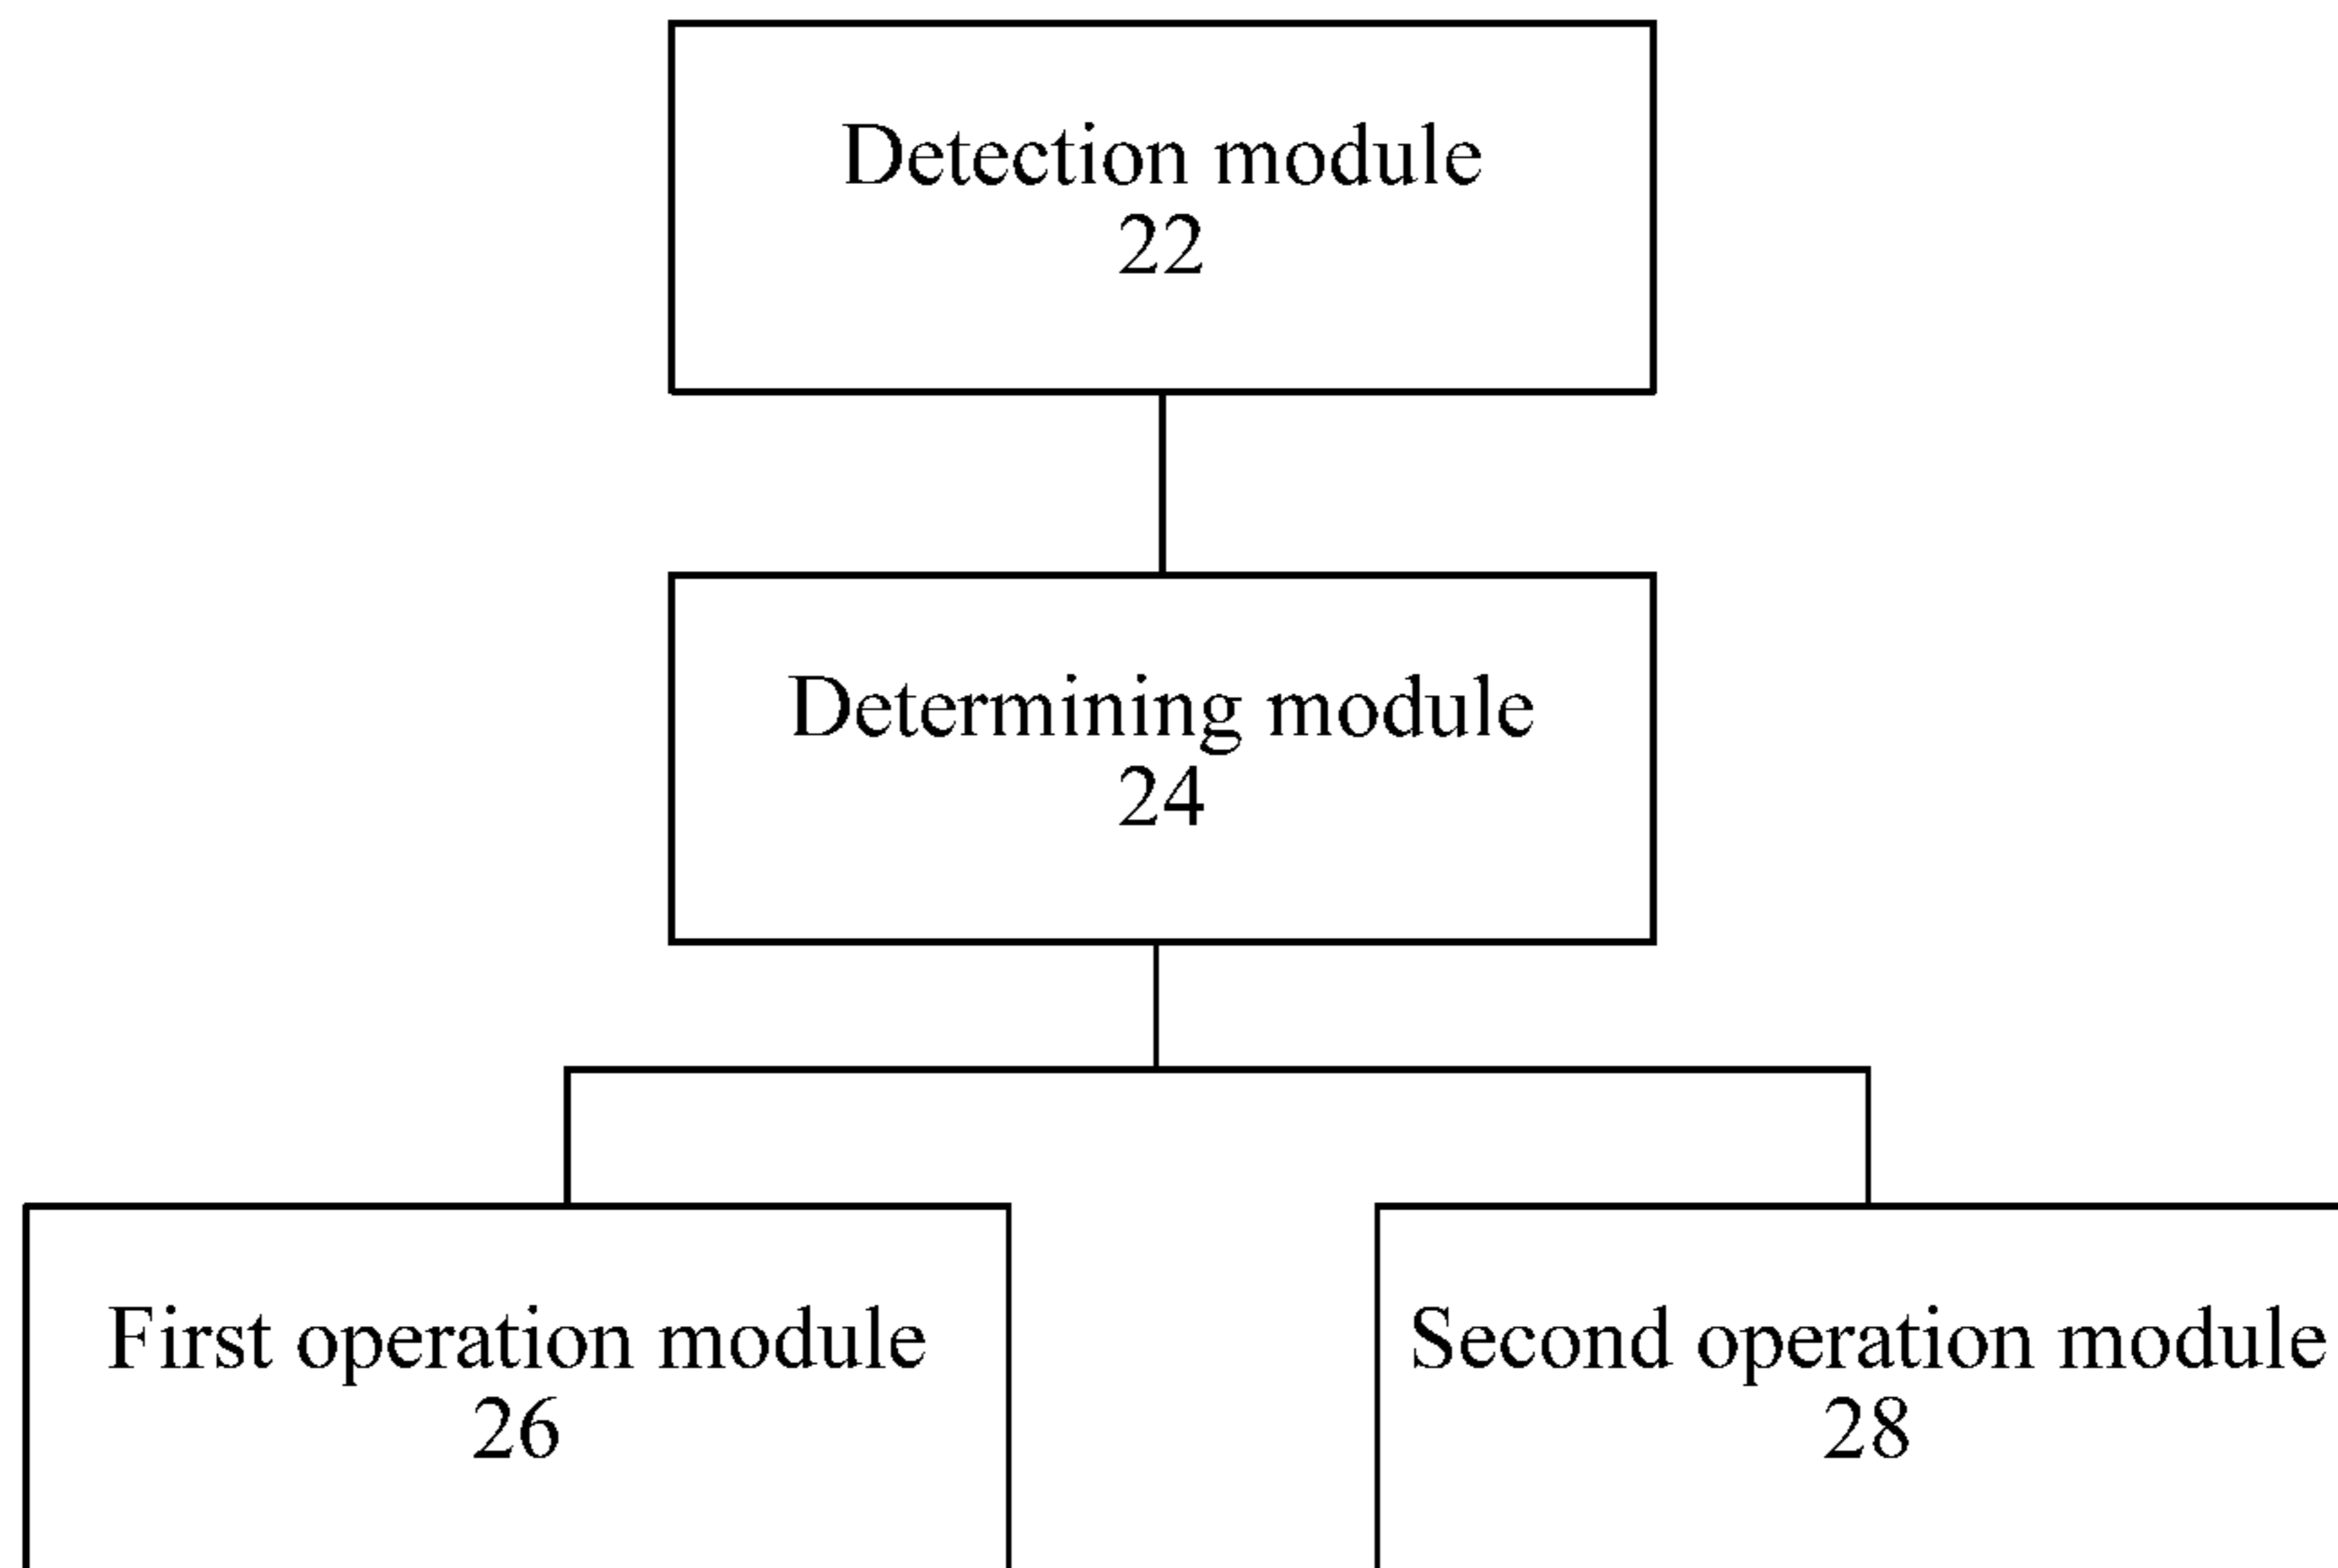 Detection module
22
Determining module
24
First operation module
26
Second operation module
28